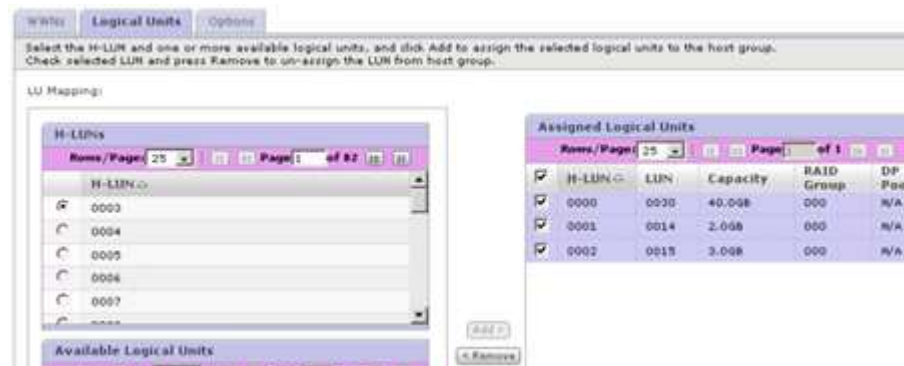 WWNs Logical Units Options
Select the H-LUN and one or more available logical units, and click Add to assign the selected logical units to the host group.
Check selected LUN and press Remove to un-assign the LUN from host group.
LU Mapping:
H-LUNs
Rows/Page: 25 Page 1 of 82
H-LUN
0003
0004
0005
0006
0007
Available Logical Units
Add >
< Remove
Assigned Logical Units
Rows/Page: 25 Page 1 of 1
H-LUN LUN Capacity RAID Group DP
0000 0030 40.0GB 000 N/A
0001 0014 2.0GB 000 N/A
0002 0015 3.0GB 000 N/A